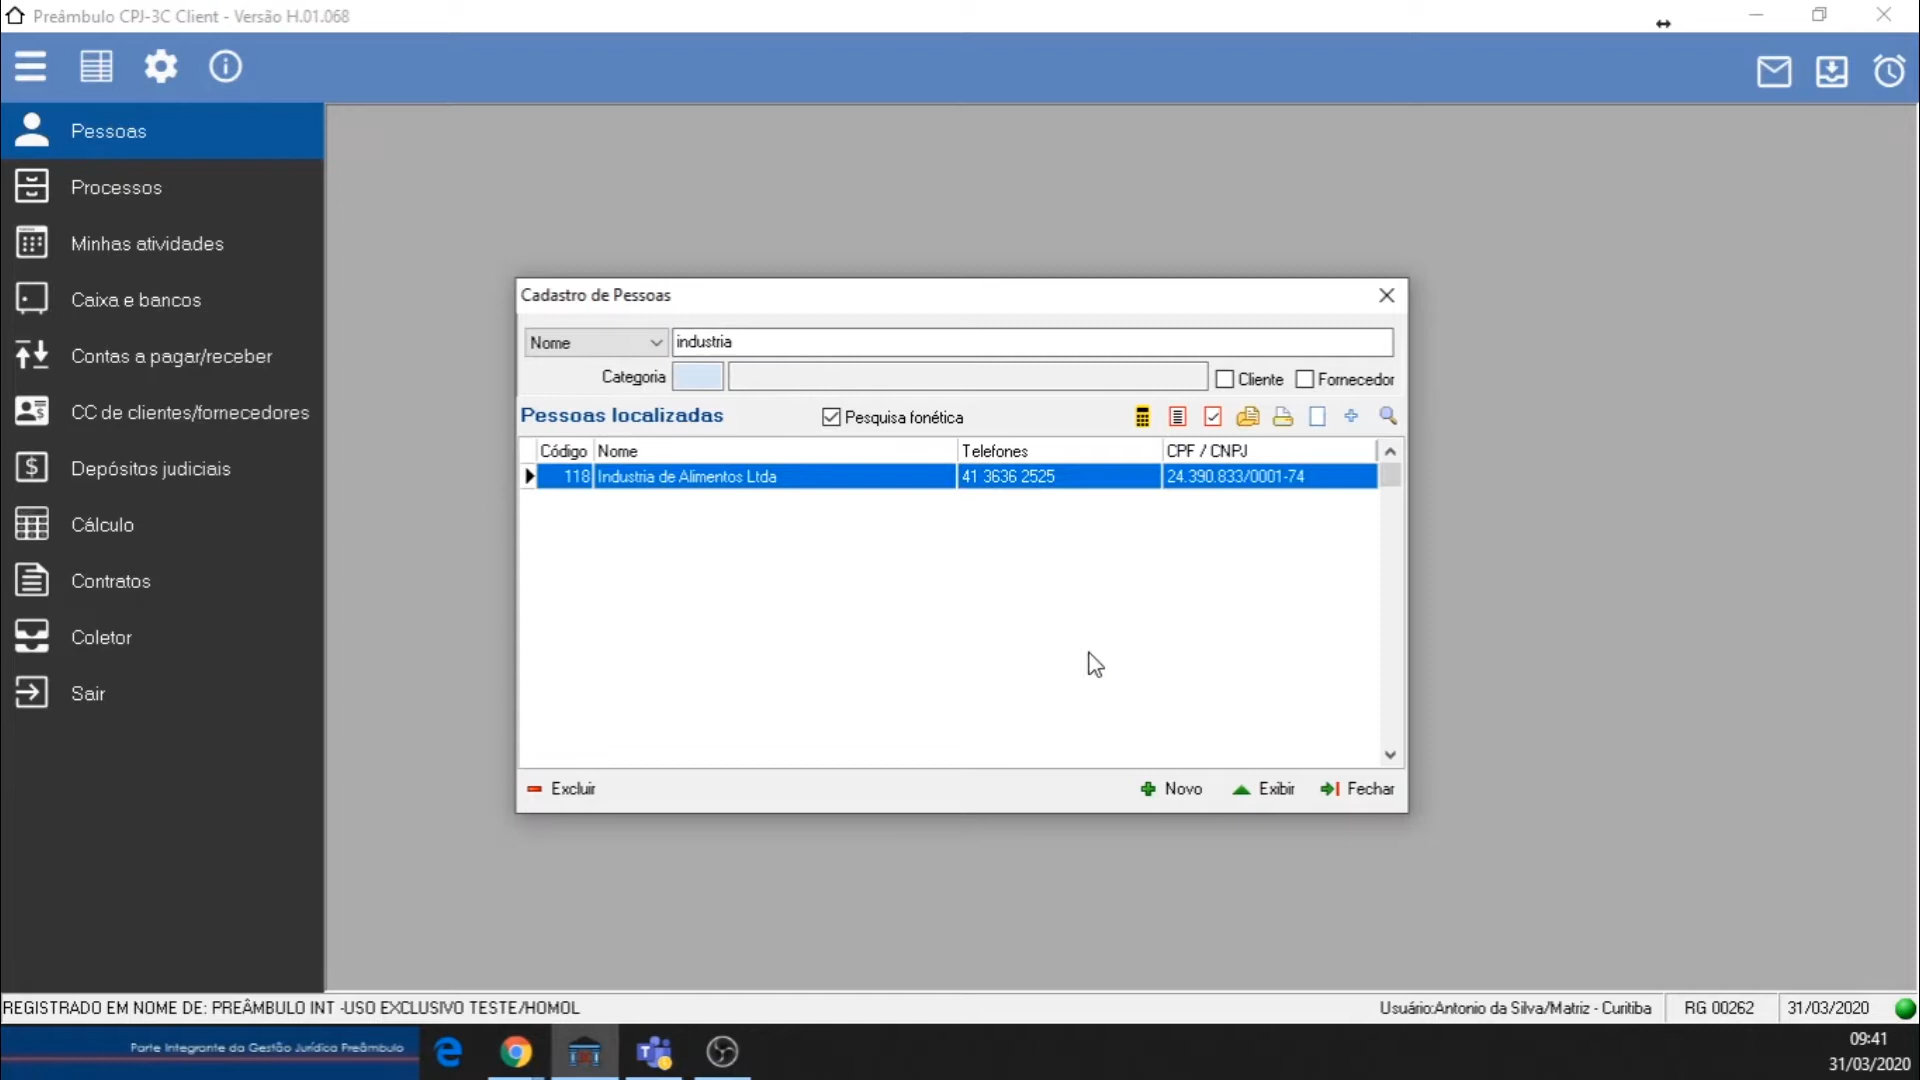 Preâmbulo CPJ-3C Client - Versão H.01.068
Pessoas
Processos
Minhas atividades
Caixa e bancos
Contas a pagar/receber
CC de clientes/fornecedores
Depósitos judiciais
Cálculo
Contratos
Coletor
Sair
Cadastro de Pessoas
Nome industria
Categoria Cliente Fornecedor
Pessoas localizadas Pesquisa fonética
Código Nome Telefones CPF / CNPJ
118 Industria de Alimentos Ltda 41 3636 2525 24.390.833/0001-74
Excluir Novo Exibir Fechar
REGISTRADO EM NOME DE: PREÂMBULO INT -USO EXCLUSIVO TESTE/HOMOL Usuário:Antonio da Silva/Matriz - Curitiba RG 00262 31/03/2020
Parte Integrante da Gestão Jurídica Preâmbulo
09:41
31/03/2020